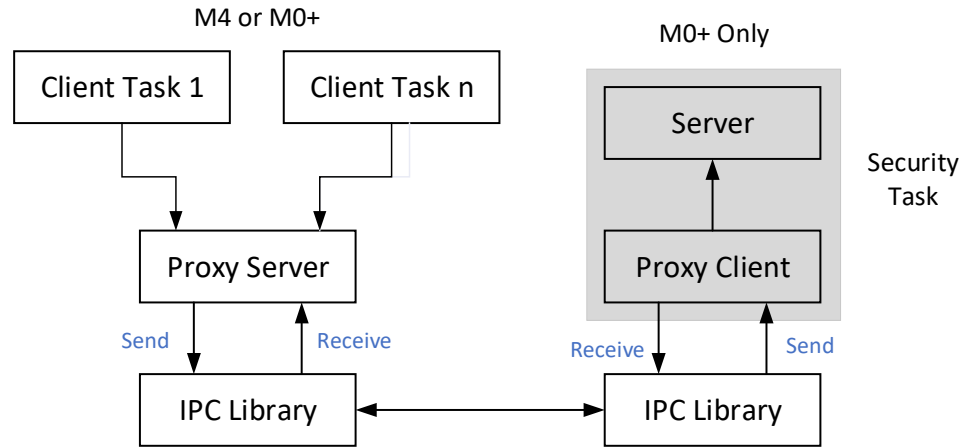 M4 or M0+
M0+ Only
Client Task 1
Client Task n
Server
Security
Task
Proxy Server
Proxy Client
Send
Receive
Receive
Send
IPC Library
IPC Library